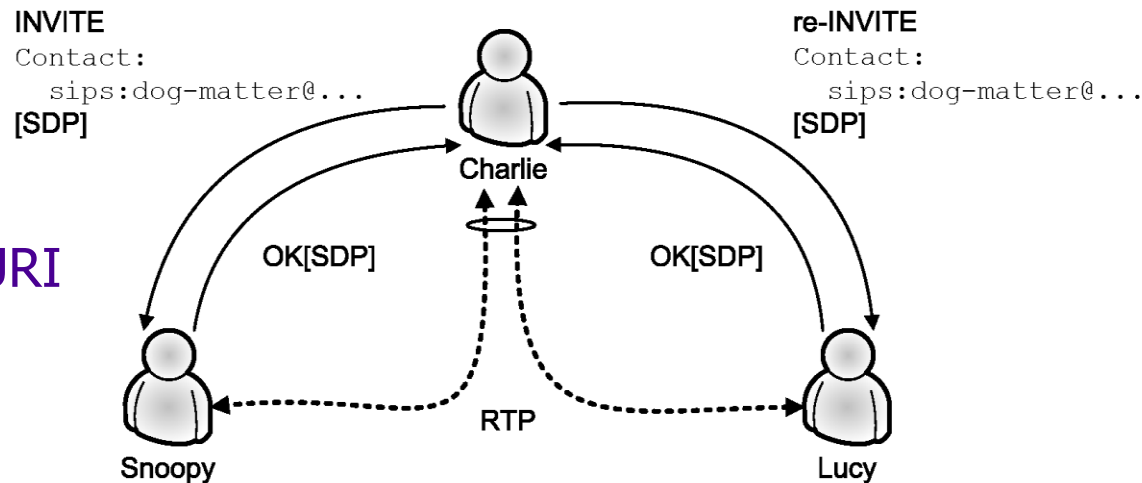 INVITE
Contact:
sips:dog-matter@...
[SDP]
re-INVITE
Contact:
sips:dog-matter@...
[SDP]
Charlie
OK[SDP]
OK[SDP]
URI
RTP
Snoopy
Lucy